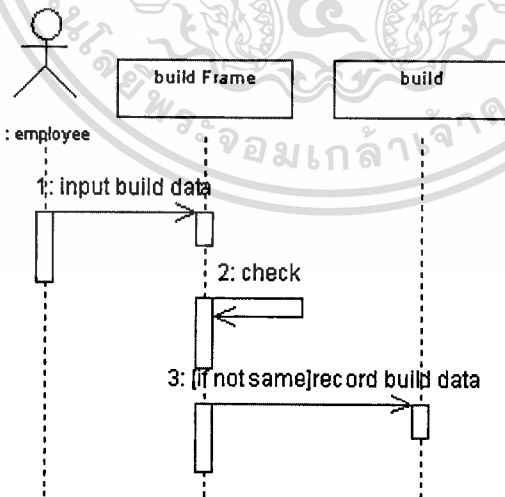 build Frame
build
: employee
1: input build data
2: check
3: [if not same]record build data